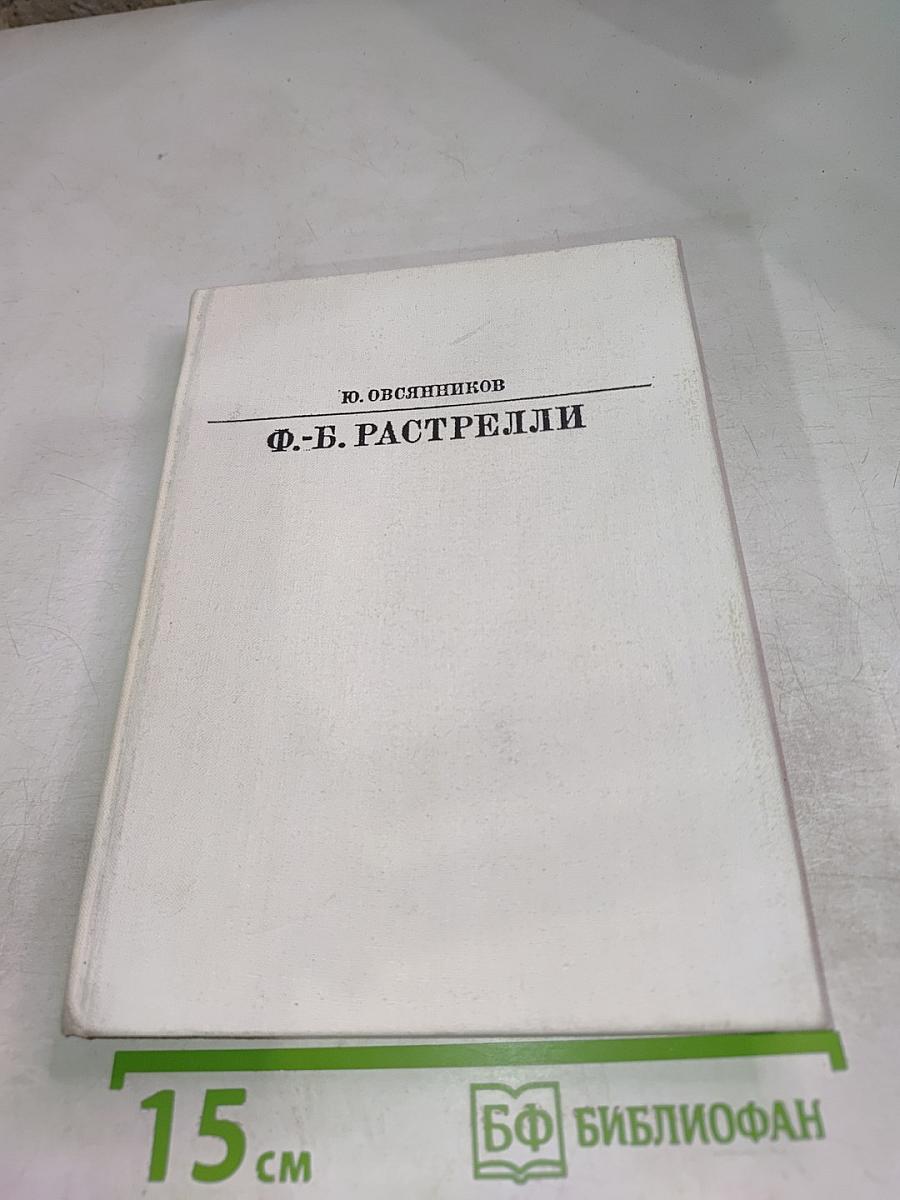 Ю. ОВСЯННИКОВ
Ф.-Б. РАСТРЕЛЛИ
15 см
БФ БИБЛИОФАН